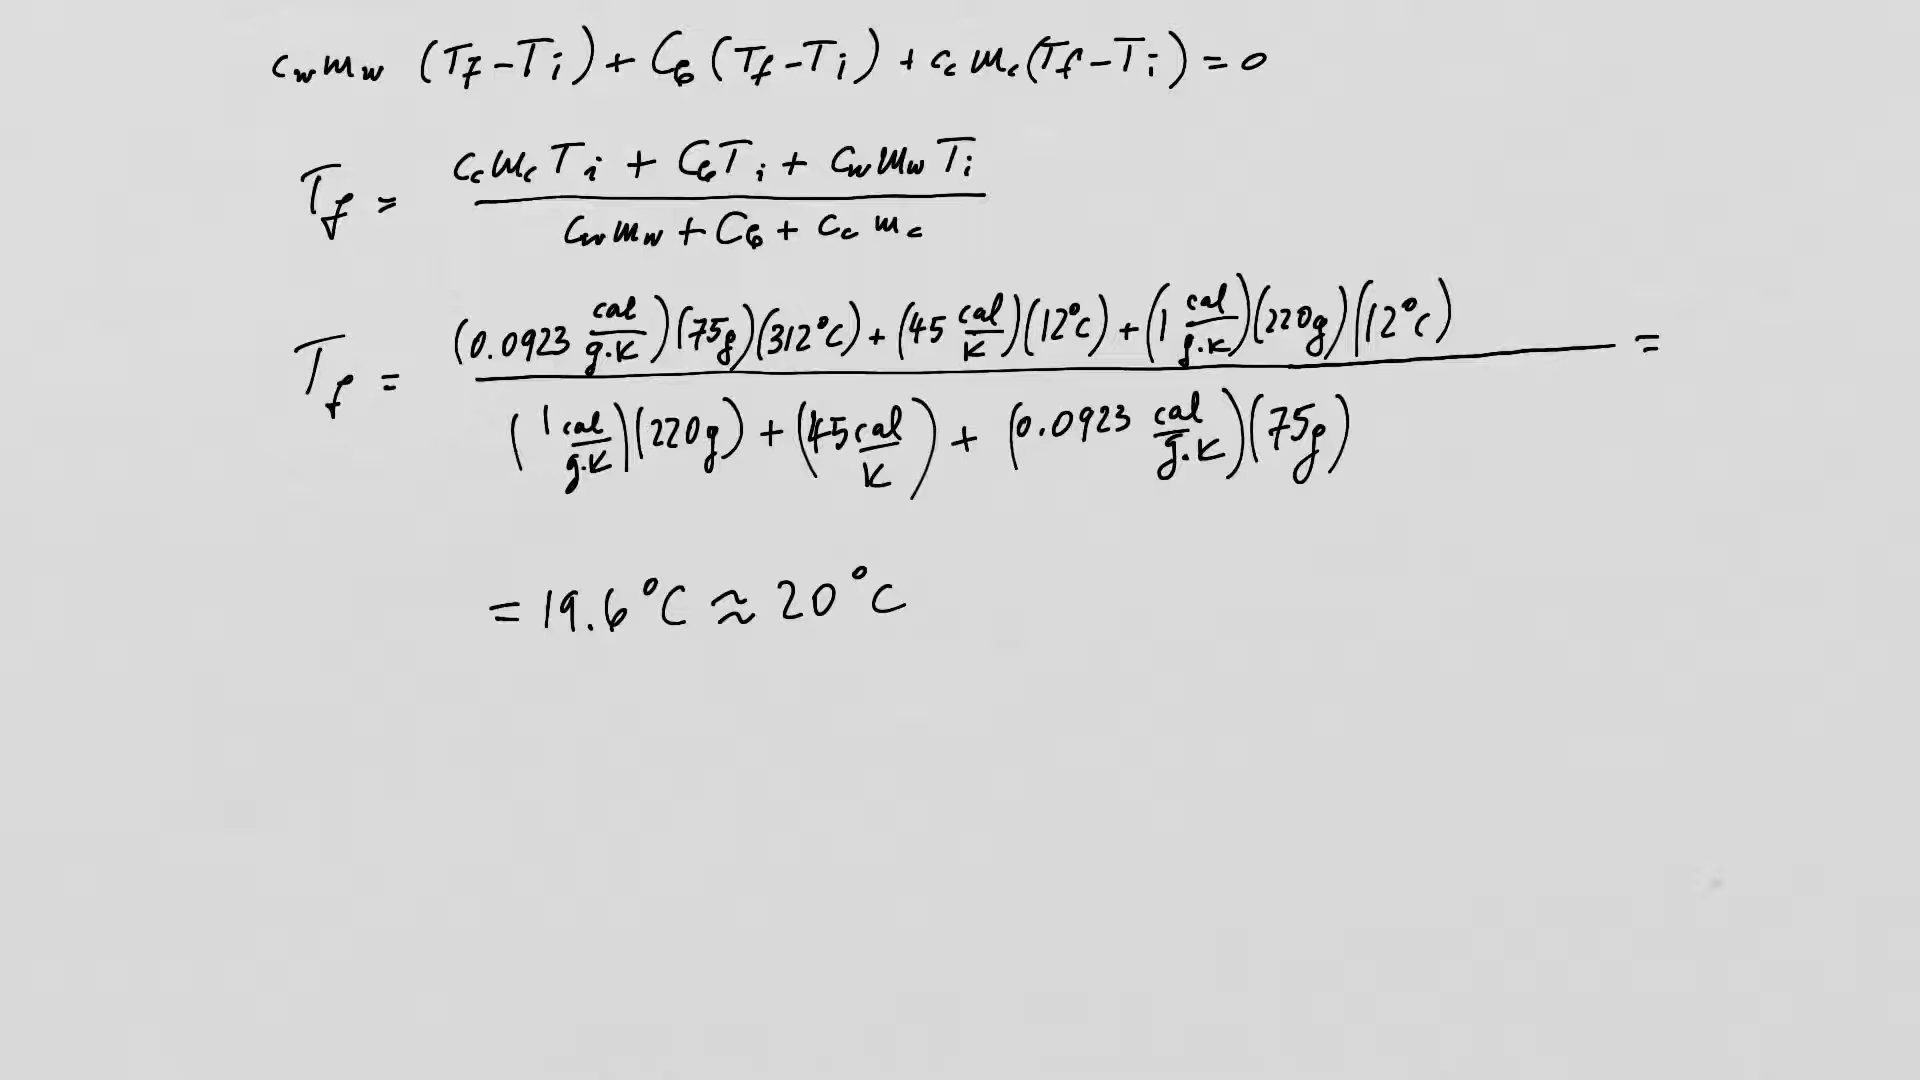 c_w m_w (T_f - T_i) + C_b (T_f - T_i) + c_c m_c (T_f - T_i) = 0
T_f = (c_c m_c T_i + C_b T_i + c_w m_w T_i) / (c_w m_w + C_b + c_c m_c)
T_f = ((0.0923 cal/g·K)(75g)(312°C) + (45 cal/K)(12°C) + (1 cal/g·K)(220g)(12°C)) / ((1 cal/g·K)(220g) + (45 cal/K) + (0.0923 cal/g·K)(75g)) =
= 19.6°C ≈ 20°C